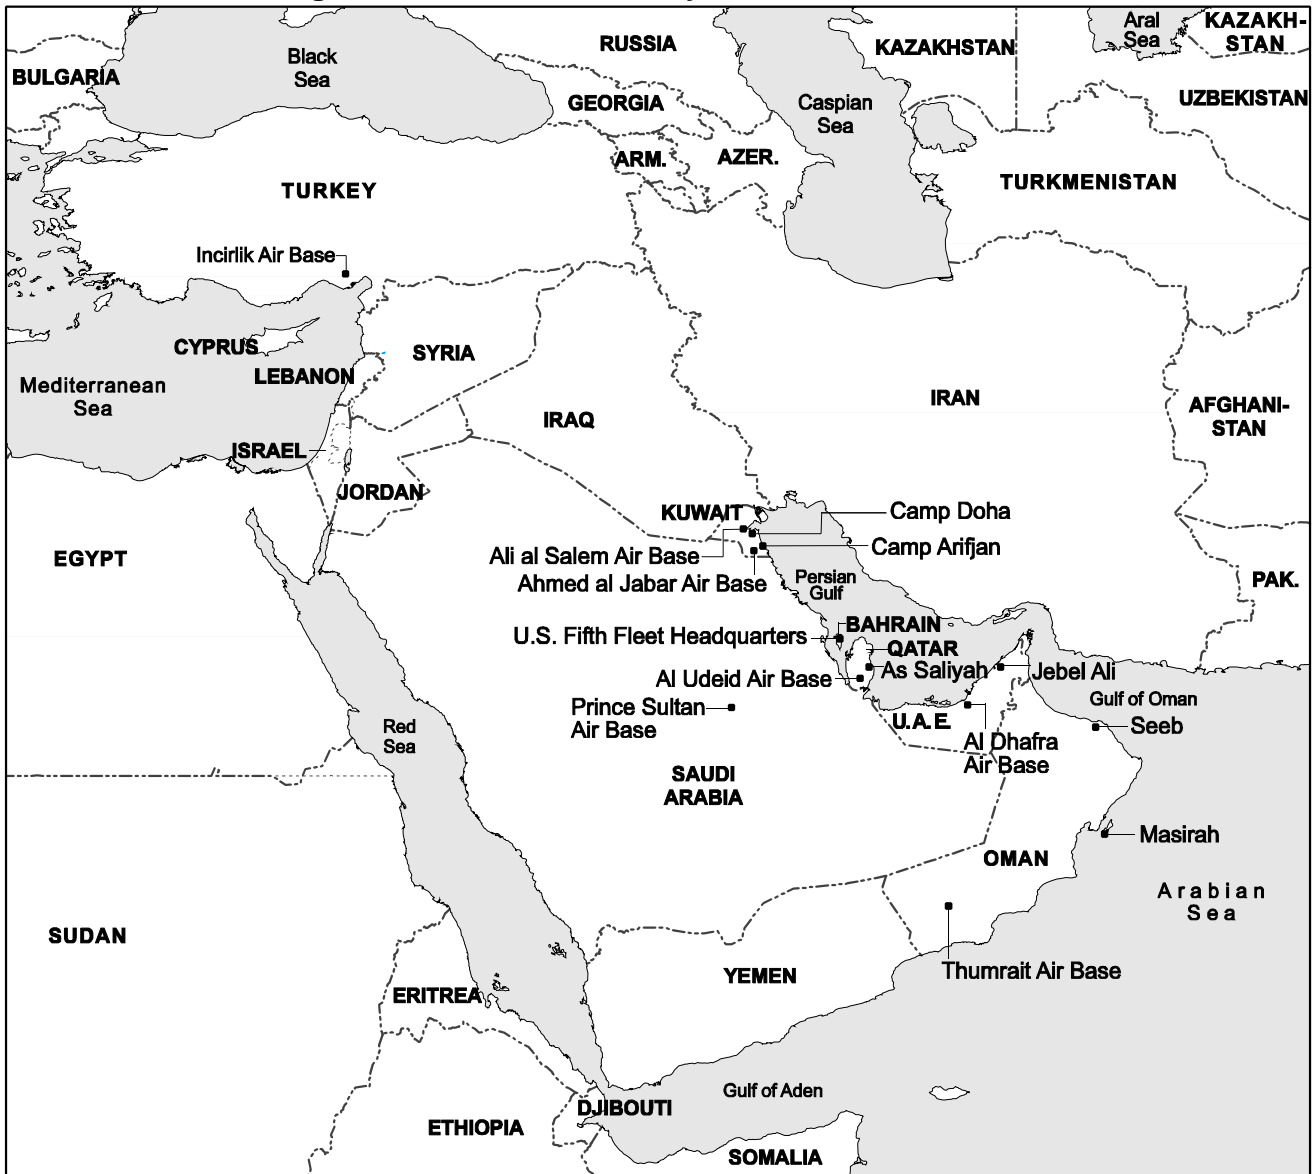 Aral
Sea
KAZAKH-
STAN
RUSSIA
KAZAKHSTAN
Black
Sea
BULGARIA
GEORGIA
Caspian
Sea
UZBEKISTAN
ARM.
AZER.
TURKMENISTAN
TURKEY
Incirlik Air Base
CYPRUS
SYRIA
LEBANON
Mediterranean
Sea
IRAN
IRAQ
AFGHANI-
STAN
ISRAEL
JORDAN
KUWAIT
Camp Doha
Camp Arifjan
Ali al Salem Air Base
Ahmed al Jabar Air Base
EGYPT
Persian
Gulf
PAK.
BAHRAIN
U.S. Fifth Fleet Headquarters
QATAR
As Saliyah
Jebel Ali
Al Udeid Air Base
Gulf of Oman
Prince Sultan
Air Base
U.A.E.
Seeb
Red
Sea
Al Dhafra
Air Base
SAUDI
ARABIA
Masirah
OMAN
Arabian
Sea
SUDAN
YEMEN
Thumrait Air Base
ERITREA
Gulf of Aden
DJIBOUTI
ETHIOPIA
SOMALIA